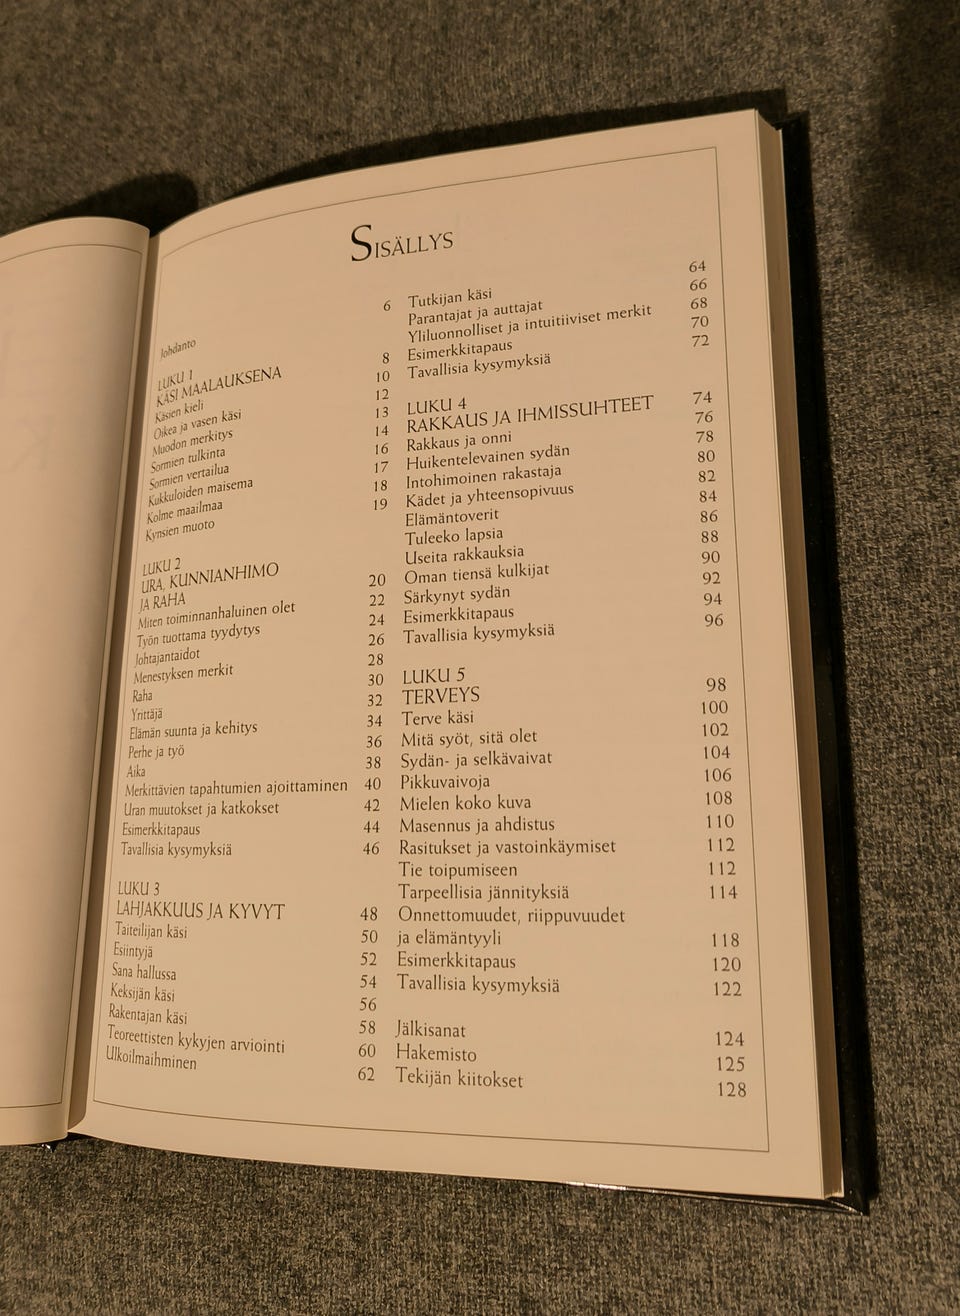 SISÄLLYS
Johdanto 6
LUKU 1
KÄSI MAALAUKSENA 8
Käsien kieli 10
Oikea ja vasen käsi 12
Muodon merkitys 13
Sormien tulkinta 14
Sormien vertailua 16
Kukkuloiden maisema 17
Kolme maailmaa 18
Kynsien muoto 19
LUKU 2
URA, KUNNIANHIMO
JA RAHA 20
Miten toiminnanhaluinen olet 22
Työn tuottama tyydytys 24
Johtajantaidot 26
Menestyksen merkit 28
Raha 30
Yrittäjä 32
Elämän suunta ja kehitys 34
Perhe ja työ 36
Aika 38
Merkittävien tapahtumien ajoittaminen 40
Uran muutokset ja katkokset 42
Esimerkkitapaus 44
Tavallisia kysymyksiä 46
LUKU 3
LAHJAKKUUS JA KYVYT 48
Taiteilijan käsi 50
Esiintyjä 52
Sana hallussa 54
Keksijän käsi 56
Rakentajan käsi 58
Teoreettisten kykyjen arviointi 60
Ulkoilmaihminen 62
Tutkijan käsi 64
Parantajat ja auttajat 66
Yliluonnolliset ja intuitiiviset merkit 68
Esimerkkitapaus 70
Tavallisia kysymyksiä 72
LUKU 4
RAKKAUS JA IHMISSUHTEET 74
Rakkaus ja onni 76
Huikentelevainen sydän 78
Intohimoinen rakastaja 80
Kädet ja yhteensopivuus 82
Elämäntoverit 84
Tuleeko lapsia 86
Useita rakkauksia 88
Oman tiensä kulkijat 90
Särkynyt sydän 92
Esimerkkitapaus 94
Tavallisia kysymyksiä 96
LUKU 5
TERVEYS 98
Terve käsi 100
Mitä syöt, sitä olet 102
Sydän- ja selkävaivat 104
Pikkuvaivoja 106
Mielen koko kuva 108
Masennus ja ahdistus 110
Rasitukset ja vastoinkäymiset 112
Tie toipumiseen 112
Tarpeellisia jännityksiä 114
Onnettomuudet, riippuvuudet
ja elämäntyyli 118
Esimerkkitapaus 120
Tavallisia kysymyksiä 122
Jälkisanat 124
Hakemisto 125
Tekijän kiitokset 128